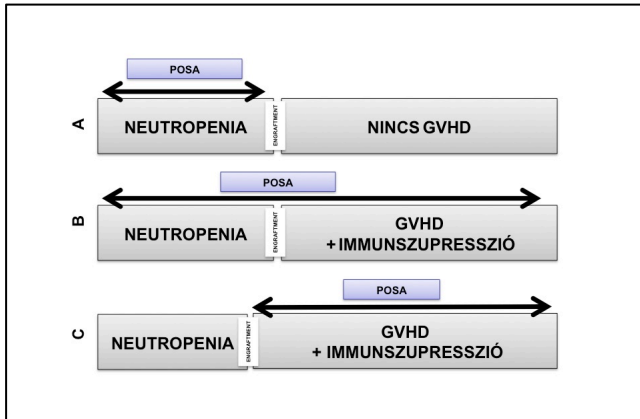 POSA
A
NEUTROPENIA
ENGRAFTMENT
NINCS GVHD
POSA
B
NEUTROPENIA
ENGRAFTMENT
GVHD
+ IMMUNSZUPRESSZIÓ
POSA
C
NEUTROPENIA
ENGRAFTMENT
GVHD
+ IMMUNSZUPRESSZIÓ